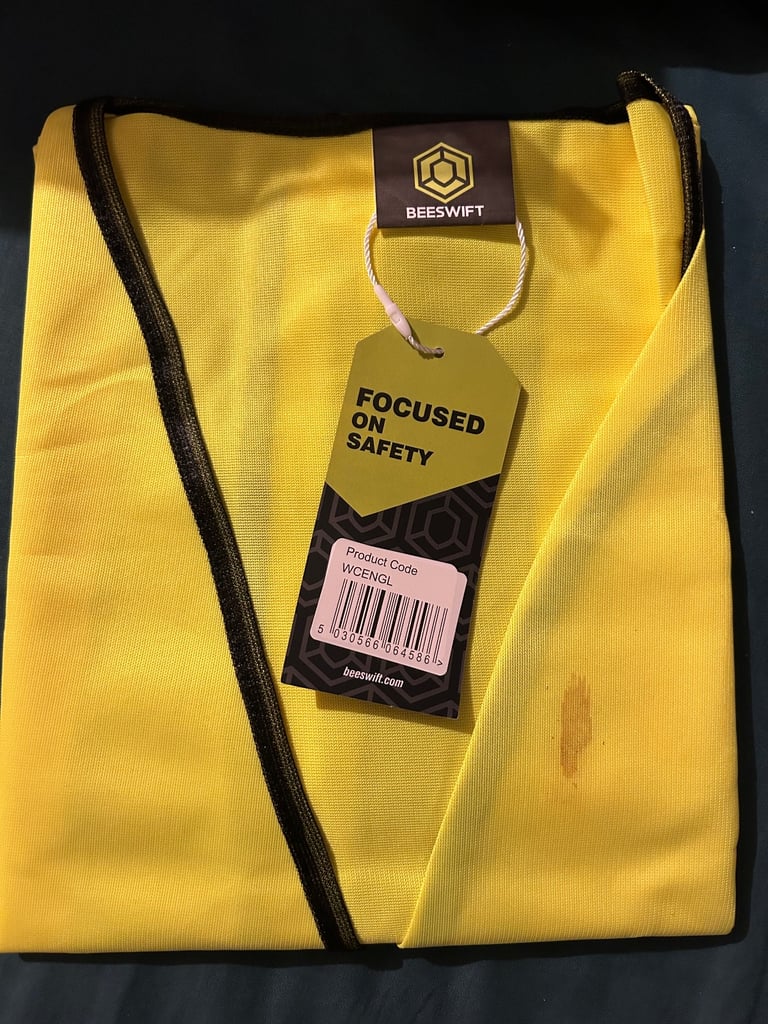 BEESWIFT
FOCUSED
ON
SAFETY
Product Code
WCENGL
5 030566 064586 >
beeswift.com